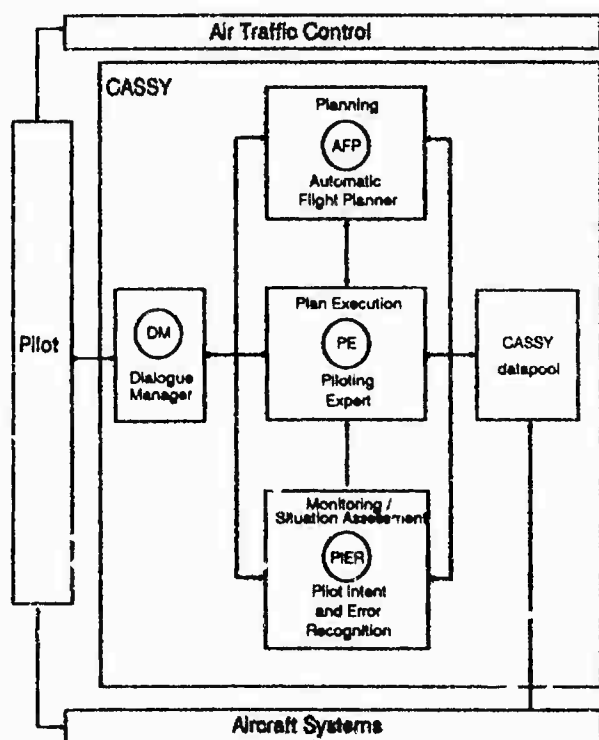 Air Traffic Control
CASSY
Planning
AFP
Automatic
Flight Planner
Pilot
DM
Dialogue
Manager
Plan Execution
PE
Piloting
Expert
CASSY
datapool
Monitoring /
Situation Assessment
PIER
Pilot Intent
and Error
Recognition
Aircraft Systems